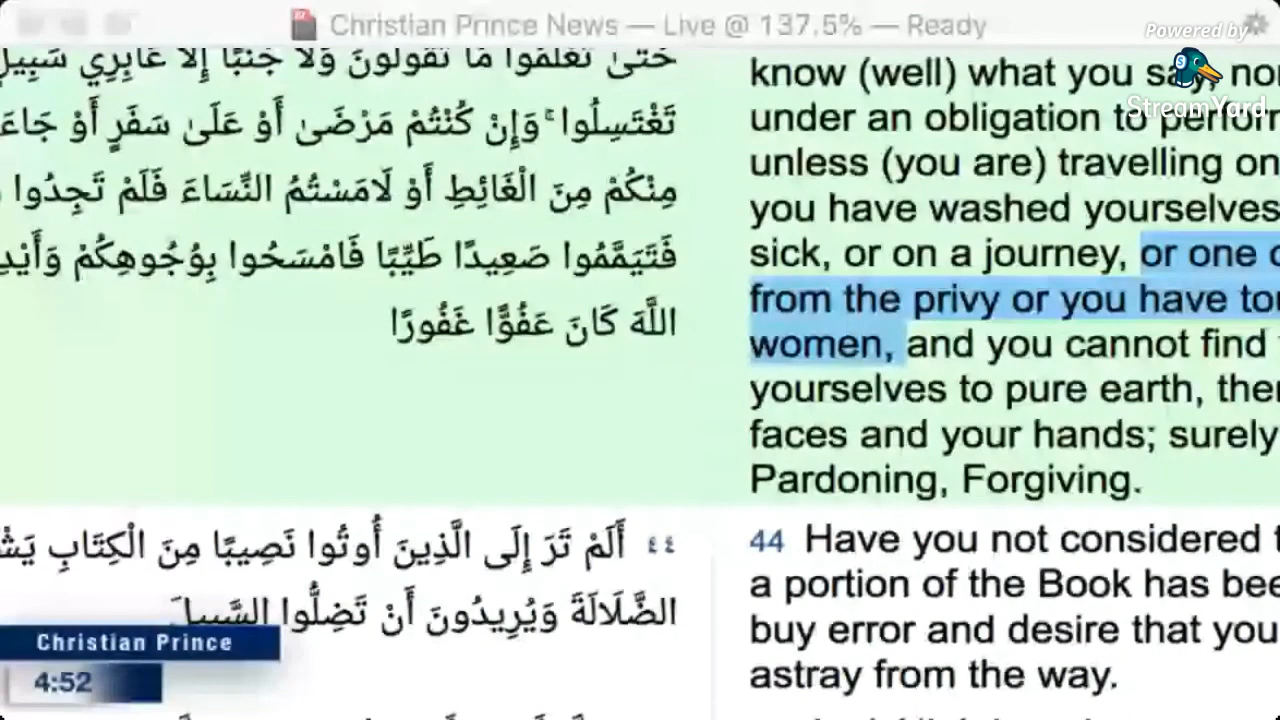 Christian Prince News — Live @ 137.5% — Ready
Powered by
StreamYard
حَتَّىٰ تَعْلَمُوا مَا تَقُولُونَ وَلَا جُنُبًا إِلَّا عَابِرِي سَبِيلٍ
تَغْتَسِلُوا ۚ وَإِنْ كُنْتُمْ مَرْضَىٰ أَوْ عَلَىٰ سَفَرٍ أَوْ جَاءَ
مِنْكُمْ مِنَ الْغَائِطِ أَوْ لَامَسْتُمُ النِّسَاءَ فَلَمْ تَجِدُوا
فَتَيَمَّمُوا صَعِيدًا طَيِّبًا فَامْسَحُوا بِوُجُوهِكُمْ وَأَيْدِ
اللَّهَ كَانَ عَفُوًّا غَفُورًا
٤٤ أَلَمْ تَرَ إِلَى الَّذِينَ أُوتُوا نَصِيبًا مِنَ الْكِتَابِ يَشْ
الضَّلَالَةَ وَيُرِيدُونَ أَنْ تَضِلُّوا السَّبِيلَ
know (well) what you say, nor
under an obligation to perfor
unless (you are) travelling on
you have washed yourselves
sick, or on a journey, or one o
from the privy or you have to
women, and you cannot find
yourselves to pure earth, the
faces and your hands; surely
Pardoning, Forgiving.
44 Have you not considered t
a portion of the Book has bee
buy error and desire that you
astray from the way.
Christian Prince
4:52